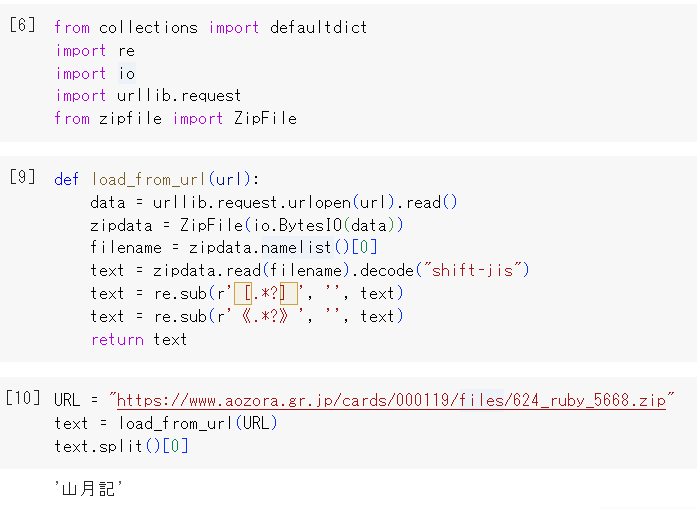 [6] from collections import defaultdict
import re
import io
import urllib.request
from zipfile import ZipFile
[9] def load_from_url(url):
    data = urllib.request.urlopen(url).read()
    zipdata = ZipFile(io.BytesIO(data))
    filename = zipdata.namelist()[0]
    text = zipdata.read(filename).decode("shift-jis")
    text = re.sub(r'［.*?］', '', text)
    text = re.sub(r'《.*?》', '', text)
    return text
[10] URL = "https://www.aozora.gr.jp/cards/000119/files/624_ruby_5668.zip"
text = load_from_url(URL)
text.split()[0]
'山月記'